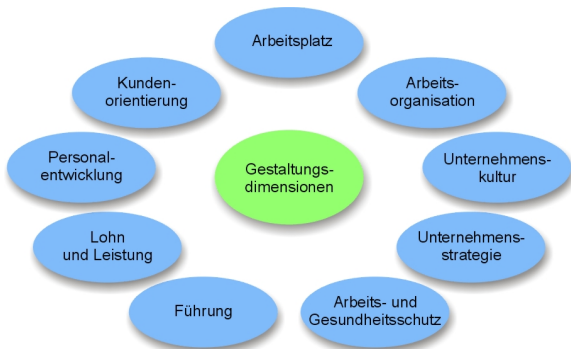 Arbeitsplatz
Kunden-
orientierung
Arbeits-
organisation
Personal-
entwicklung
Gestaltungs-
dimensionen
Unternehmens-
kultur
Lohn
und Leistung
Unternehmens-
strategie
Führung
Arbeits- und
Gesundheitsschutz